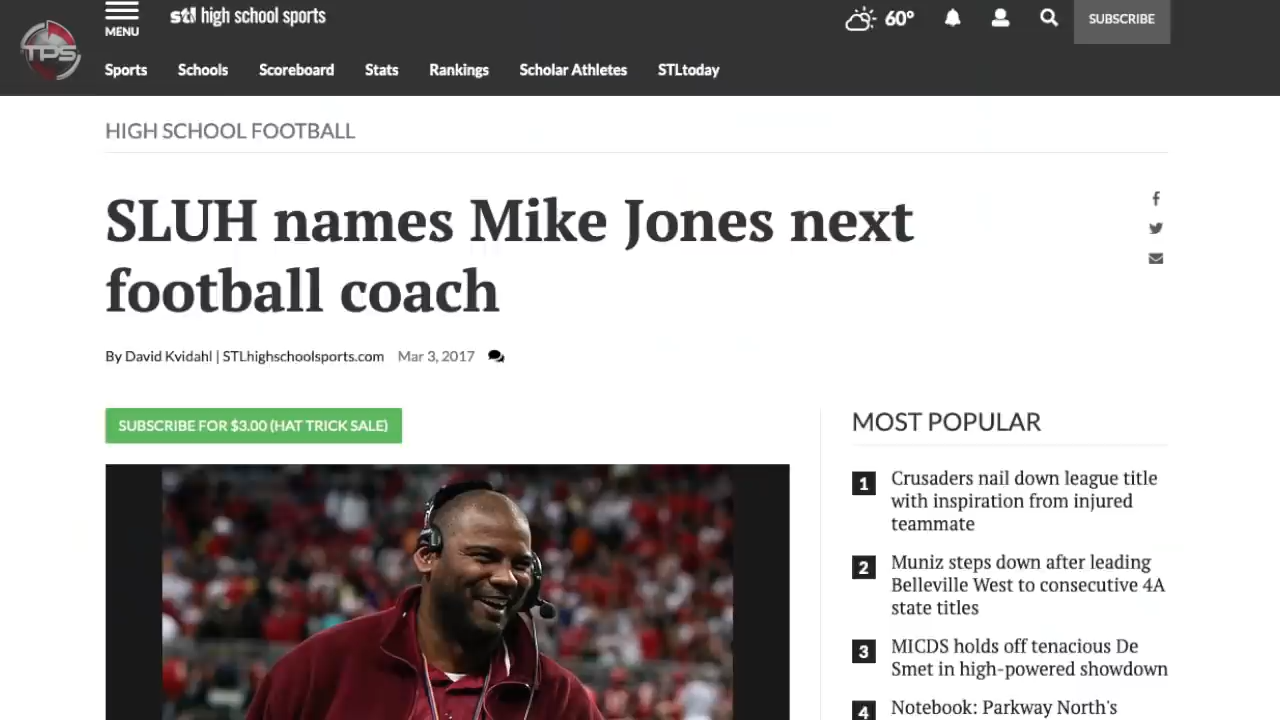 MENU
stl high school sports
60°
SUBSCRIBE
TPS
Sports
Schools
Scoreboard
Stats
Rankings
Scholar Athletes
STLtoday
HIGH SCHOOL FOOTBALL
SLUH names Mike Jones next
football coach
By David Kvidahl | STLhighschoolsports.com Mar 3, 2017
SUBSCRIBE FOR $3.00 (HAT TRICK SALE)
MOST POPULAR
1 Crusaders nail down league title
with inspiration from injured
teammate
2 Muniz steps down after leading
Belleville West to consecutive 4A
state titles
3 MICDS holds off tenacious De
Smet in high-powered showdown
4 Notebook: Parkway North's